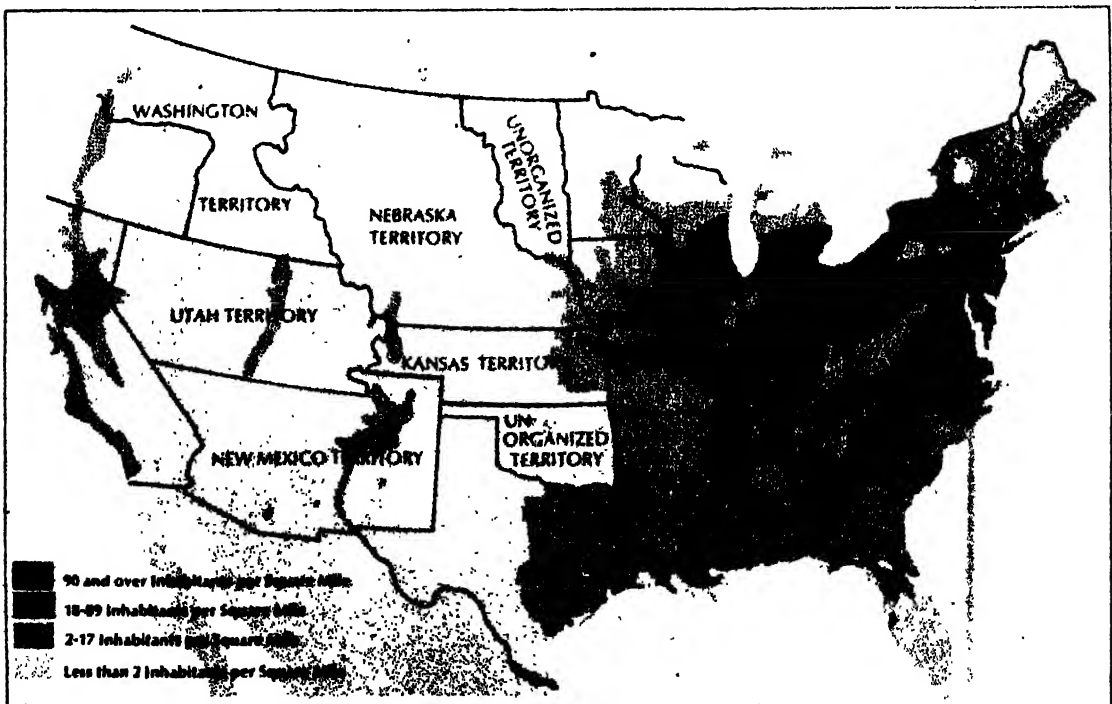 WASHINGTON
TERRITORY
UNORGANIZED
TERRITORY
NEBRASKA
TERRITORY
UTAH TERRITORY
KANSAS TERRITORY
UN-
ORGANIZED
TERRITORY
NEW MEXICO TERRITORY
90 and over Inhabitants per Square Mile
18-89 Inhabitants per Square Mile
2-17 Inhabitants per Square Mile
Less than 2 Inhabitants per Square Mile